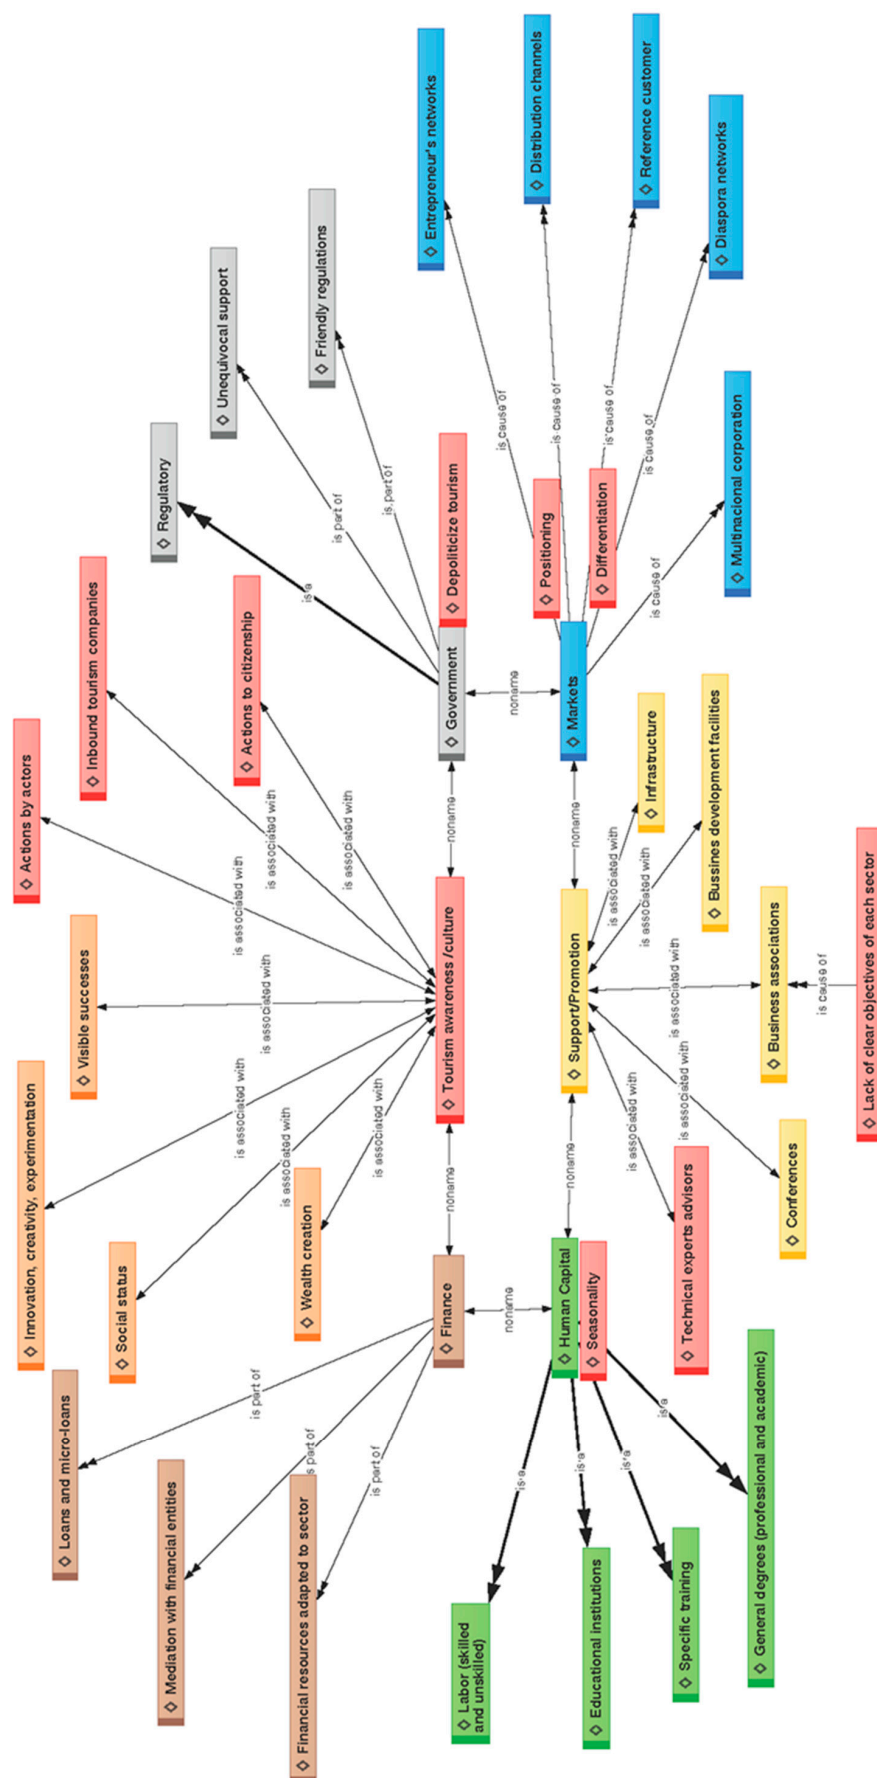 ◇ Loans and micro-loans
◇ Innovation, creativity, experimentation
◇ Actions by actors
◇ Visible successes
◇ Inbound tourism companies
◇ Social status
◇ Regulatory
◇ Mediation with financial entities
◇ Unequivocal support
◇ Actions to citizenship
◇ Wealth creation
◇ Financial resources adapted to sector
◇ Friendly regulations
is part of
is part of
is part of
is associated with
is associated with
is associated with
is associated with
is associated with
is associated with
is associated with
is a
is part of
is part of
◇ Finance
noname
◇ Tourism awareness /culture
noname
◇ Government
◇ Depoliticize tourism
◇ Entrepreneur's networks
noname
noname
◇ Labor (skilled
and unskilled)
◇ Human Capital
noname
◇ Support/Promotion
noname
◇ Markets
◇ Positioning
◇ Distribution channels
◇ Seasonality
◇ Differentiation
is a
is a
is a
is a
is associated with
is associated with
is associated with
is associated with
is associated with
is cause of
is cause of
is cause of
is cause of
is cause of
◇ Educational institutions
◇ Infrastructure
◇ Reference customer
◇ Specific training
◇ Technical experts advisors
◇ Bussines development facilities
◇ Diaspora networks
◇ General degrees (professional and academic)
◇ Conferences
◇ Business associations
◇ Multinacional corporation
is cause of
◇ Lack of clear objectives of each sector